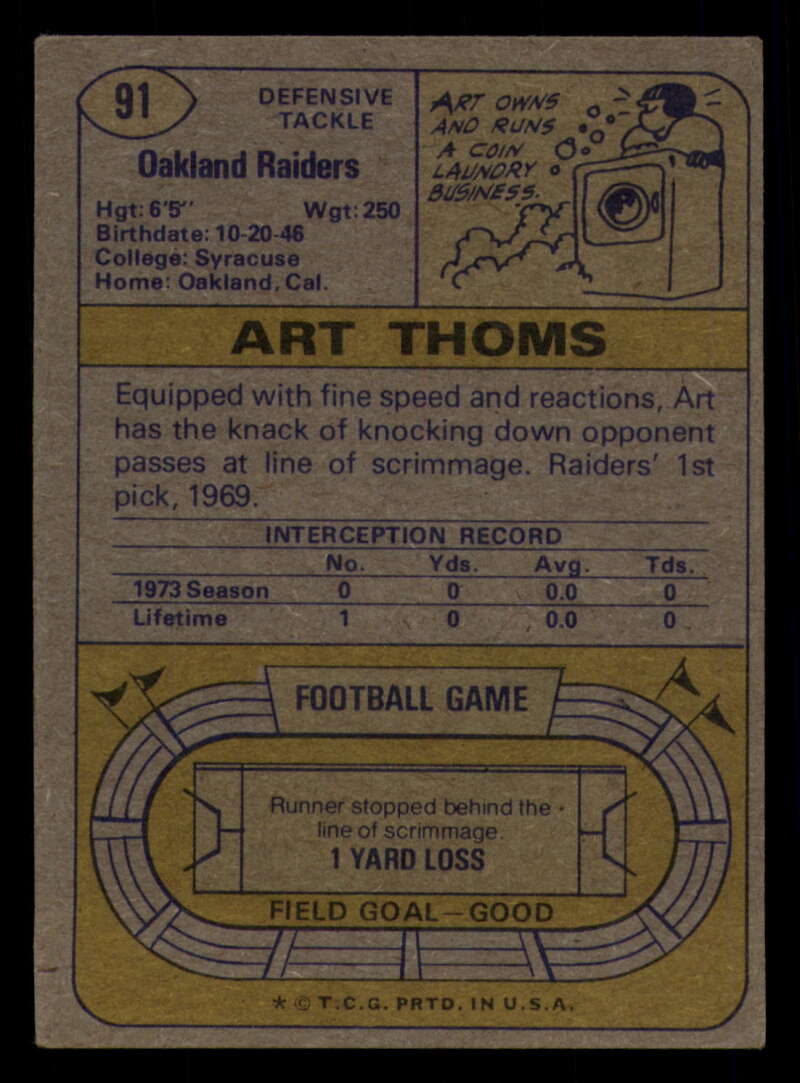 91
DEFENSIVE
TACKLE
Oakland Raiders
Hgt: 6'5" Wgt: 250
Birthdate: 10-20-46
College: Syracuse
Home: Oakland, Cal.
ART OWNS
AND RUNS
A COIN
LAUNDRY
BUSINESS.
ART THOMS
Equipped with fine speed and reactions, Art
has the knack of knocking down opponent
passes at line of scrimmage. Raiders' 1st
pick, 1969.
INTERCEPTION RECORD
No. Yds. Avg. Tds.
1973 Season 0 0 0.0 0
Lifetime 1 0 0.0 0
FOOTBALL GAME
Runner stopped behind the
line of scrimmage.
1 YARD LOSS
FIELD GOAL—GOOD
* © T.C.G. PRTD. IN U.S.A.